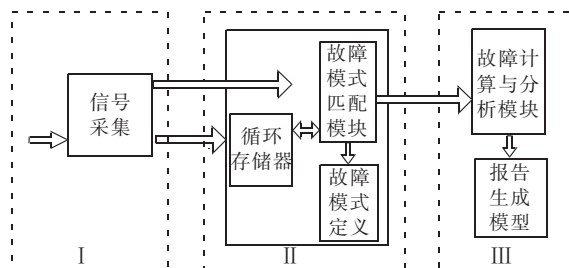 信号
采集
循环
存储器
故障
模式
匹配
模块
故障
模式
定义
故障计
算与分
析模块
报告
生成
模型
I
II
III